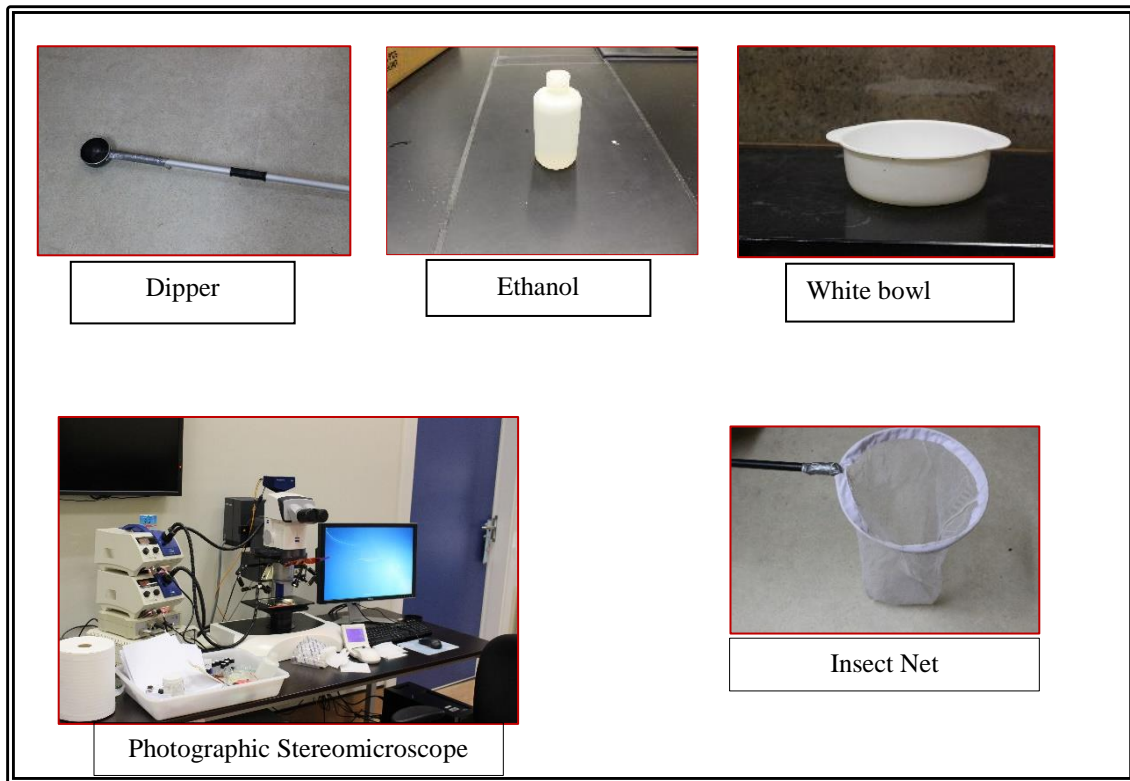 Dipper
Ethanol
White bowl
Photographic Stereomicroscope
Insect Net